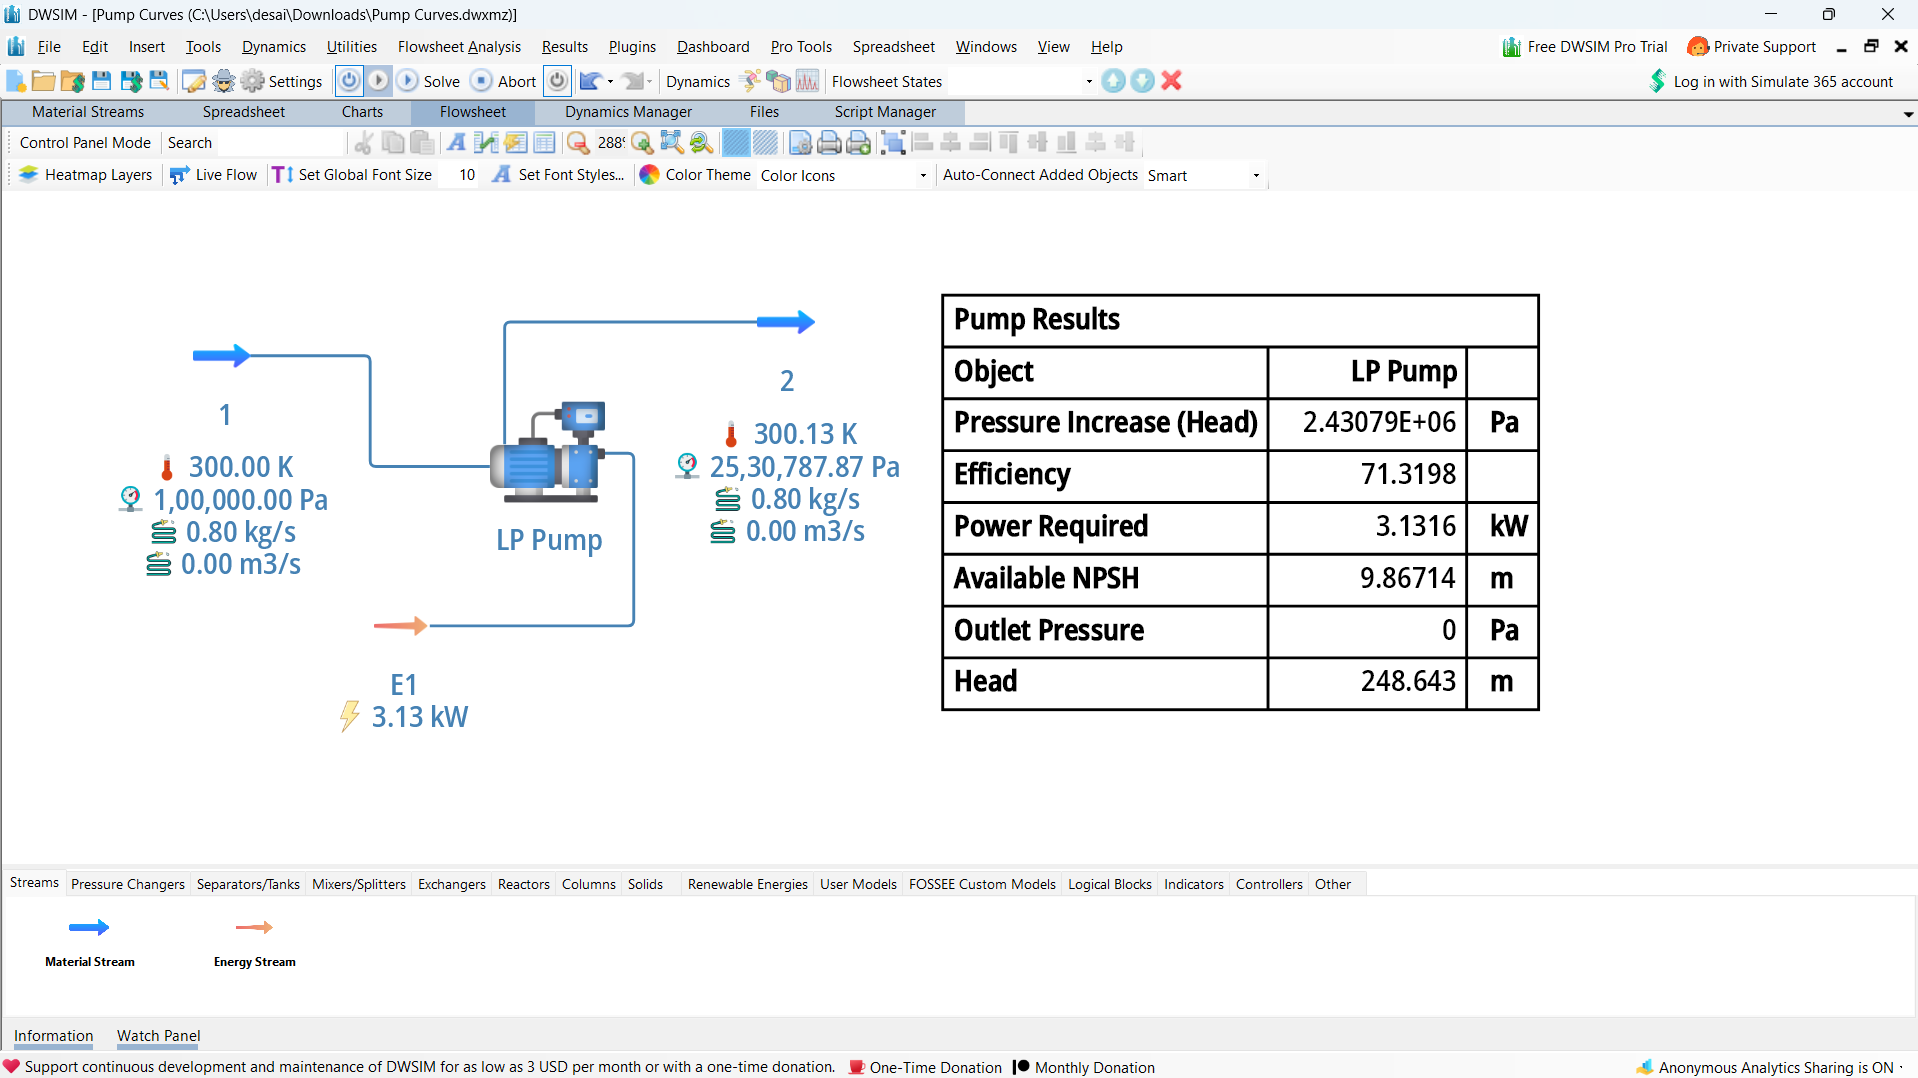 DWSIM - [Pump Curves (C:\Users\desai\Downloads\Pump Curves.dwxmz)]
File Edit Insert Tools Dynamics Utilities Flowsheet Analysis Results Plugins Dashboard Pro Tools Spreadsheet Windows View Help Free DWSIM Pro Trial Private Support
Settings Solve Abort Dynamics Flowsheet States Log in with Simulate 365 account
Material Streams Spreadsheet Charts Flowsheet Dynamics Manager Files Script Manager
Control Panel Mode Search 288%
Heatmap Layers Live Flow Set Global Font Size 10 Set Font Styles... Color Theme Color Icons Auto-Connect Added Objects Smart
1
300.00 K
1,00,000.00 Pa
0.80 kg/s
0.00 m3/s
LP Pump
2
300.13 K
25,30,787.87 Pa
0.80 kg/s
0.00 m3/s
E1
3.13 kW
Pump Results
Object LP Pump
Pressure Increase (Head) 2.43079E+06 Pa
Efficiency 71.3198
Power Required 3.1316 kW
Available NPSH 9.86714 m
Outlet Pressure 0 Pa
Head 248.643 m
Streams Pressure Changers Separators/Tanks Mixers/Splitters Exchangers Reactors Columns Solids Renewable Energies User Models FOSSEE Custom Models Logical Blocks Indicators Controllers Other
Material Stream Energy Stream
Information Watch Panel
Support continuous development and maintenance of DWSIM for as low as 3 USD per month or with a one-time donation. One-Time Donation Monthly Donation Anonymous Analytics Sharing is ON